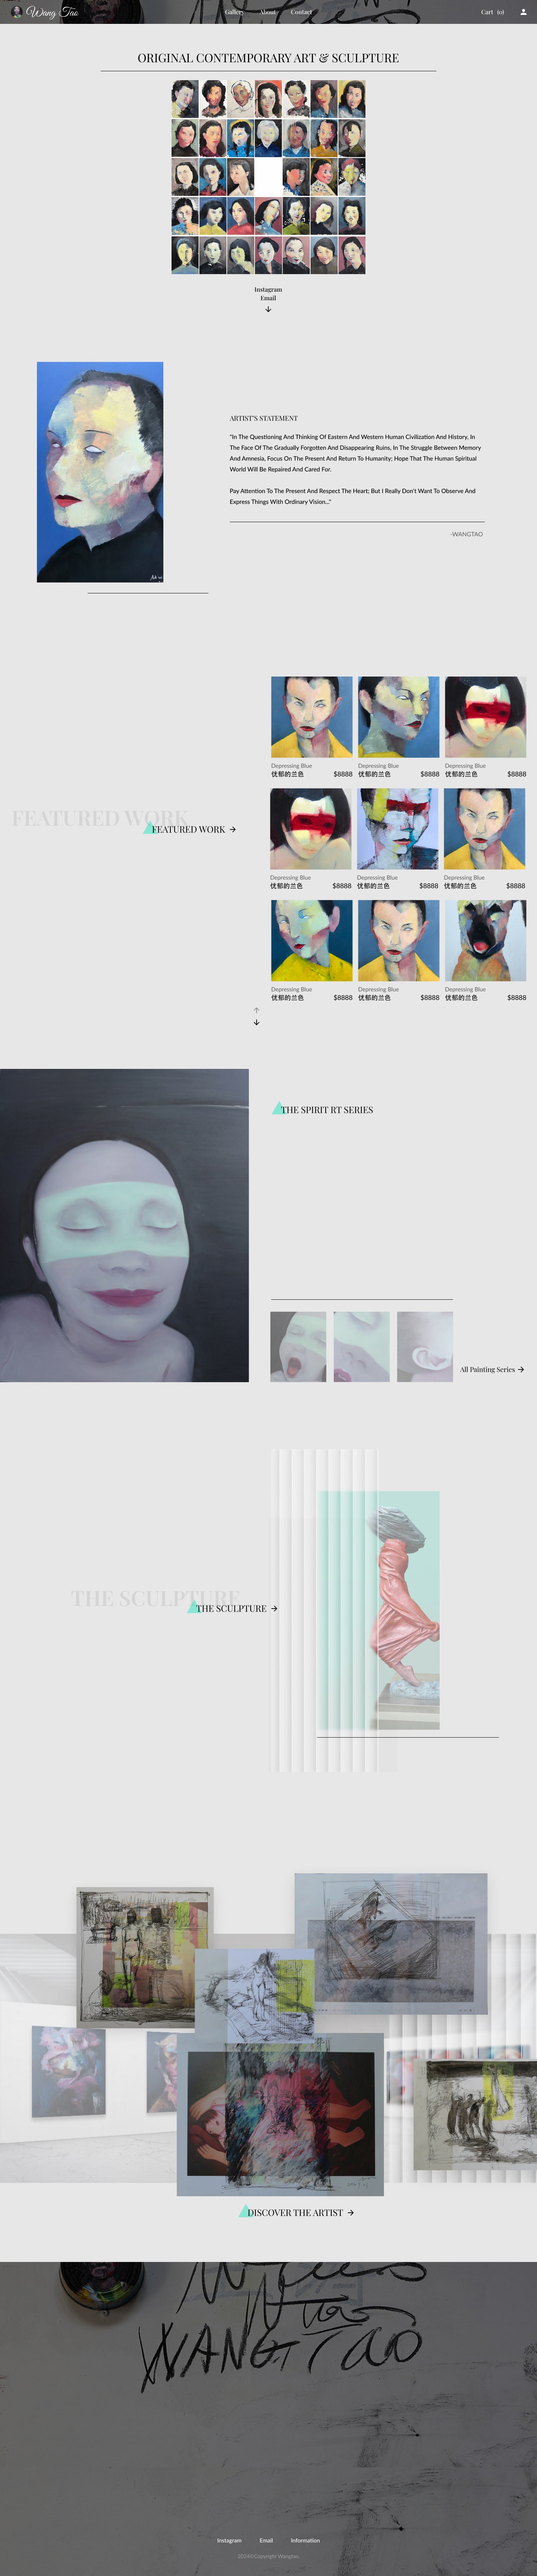 Wang Tao
Gallery About Contact
Cart (0)
ORIGINAL CONTEMPORARY ART & SCULPTURE
Instagram
Email
ARTIST'S STATEMENT
"In The Questioning And Thinking Of Eastern And Western Human Civilization And History, In
The Face Of The Gradually Forgotten And Disappearing Ruins, In The Struggle Between Memory
And Amnesia, Focus On The Present And Return To Humanity; Hope That The Human Spiritual
World Will Be Repaired And Cared For.
Pay Attention To The Present And Respect The Heart; But I Really Don't Want To Observe And
Express Things With Ordinary Vision..."
-WANGTAO
FEATURED WORK
FEATURED WORK
Depressing Blue Depressing Blue Depressing Blue
忧郁的兰色 $8888 忧郁的兰色 $8888 忧郁的兰色 $8888
Depressing Blue Depressing Blue Depressing Blue
忧郁的兰色 $8888 忧郁的兰色 $8888 忧郁的兰色 $8888
Depressing Blue Depressing Blue Depressing Blue
忧郁的兰色 $8888 忧郁的兰色 $8888 忧郁的兰色 $8888
THE SPIRIT RT SERIES
All Painting Series
THE SCULPTURE
THE SCULPTURE
DISCOVER THE ARTIST
WANGTAO
Instagram Email Information
2024©Copyright Wangtao.